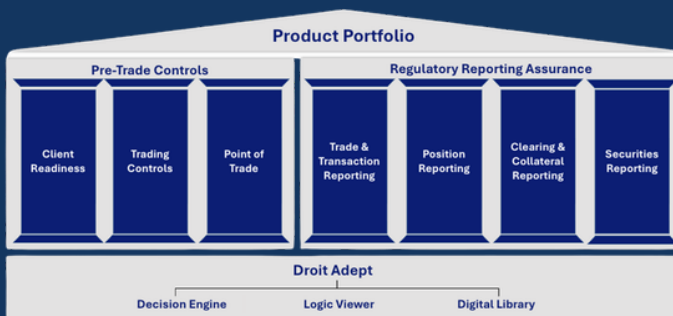 Product Portfolio
Pre-Trade Controls
Regulatory Reporting Assurance
Client
Readiness
Trading
Controls
Point of
Trade
Trade &
Transaction
Reporting
Position
Reporting
Clearing &
Collateral
Reporting
Securities
Reporting
Droit Adept
Decision Engine
Logic Viewer
Digital Library